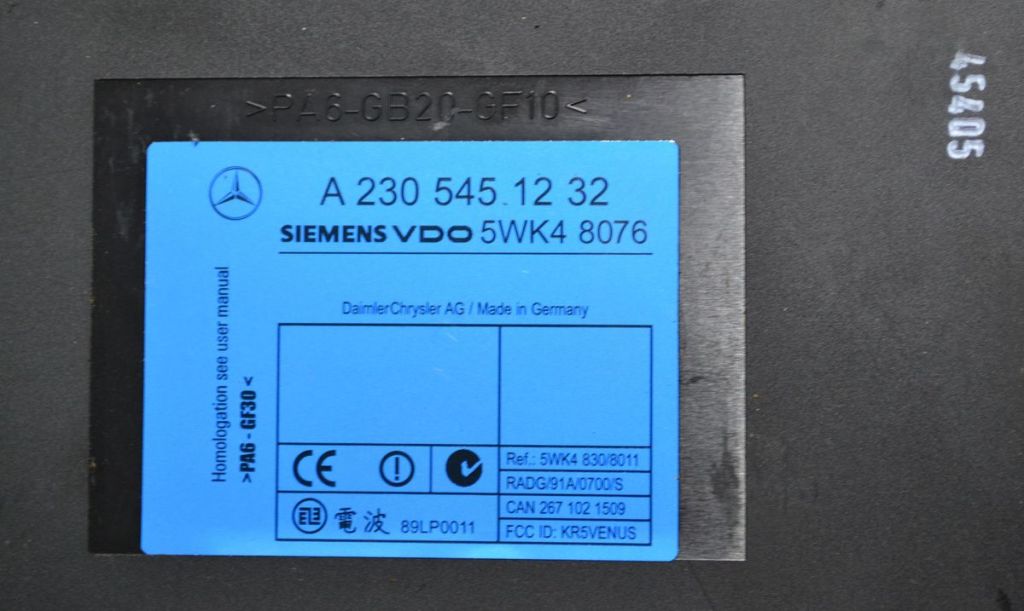 >PA6-GB20-GF10<
45405
A 230 545 12 32
SIEMENS VDO 5WK4 8076
DaimlerChrysler AG / Made in Germany
Homologation see user manual
>PA6 - GF30<
CE
Ref.: 5WK4 830/8011
RADG/91A/0700/S
CAN 267 102 1509
FCC ID: KR5VENUS
電波 89LP0011